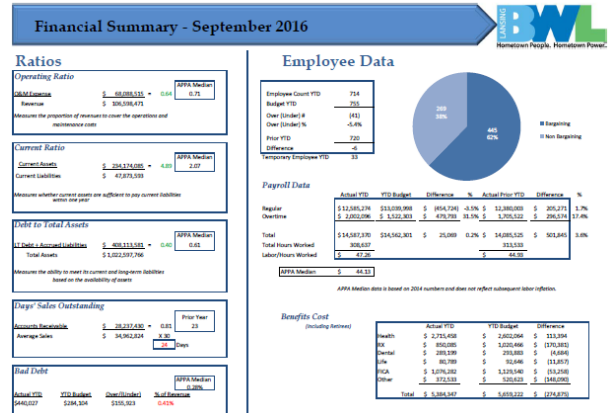 Financial Summary - September 2016
LANSING
BWL
Hometown People. Hometown Power.
Ratios
Operating Ratio
APPA Median
O&M Expense $ 68,088,515 = 0.64 0.71
Revenue $ 106,598,471
Measures the proportion of revenues to cover the operations and
maintenance costs
Current Ratio
APPA Median
Current Assets $ 234,174,085 = 4.89 2.07
Current Liabilities $ 47,873,593
Measures whether current assets are sufficient to pay current liabilities
within one year
Debt to Total Assets
APPA Median
LT Debt + Accrued Liabilities $ 408,113,581 = 0.40 0.61
Total Assets $ 1,022,597,766
Measures the ability to meet its current and long-term liabilities
based on the availability of assets
Days' Sales Outstanding
Prior Year
Accounts Receivable $ 28,237,430 = 0.81 23
Average Sales $ 34,962,824 X 30
24 Days
Bad Debt
APPA Median
0.28%
Actual YTD YTD Budget Over/(Under) % of Revenue
$440,027 $284,104 $155,923 0.41%
Employee Data
Employee Count YTD 714
Budget YTD 755
Over (Under) # (41)
Over (Under) % -5.4%
Prior YTD 720
Difference -6
Temporary Employee YTD 33
269
38%
445
62%
Bargaining
Non Bargaining
Payroll Data
Actual YTD YTD Budget Difference % Actual Prior YTD Difference %
Regular $ 12,585,274 $13,039,998 $ (454,724) -3.5% $ 12,380,003 $ 205,271 1.7%
Overtime $ 2,002,096 $ 1,522,303 $ 479,793 31.5% $ 1,705,522 $ 296,574 17.4%
Total $14,587,370 $14,562,301 $ 25,069 0.2% $ 14,085,525 $ 501,845 3.6%
Total Hours Worked 308,637 313,533
Labor/Hours Worked $ 47.26 $ 44.93
APPA Median $ 44.13
APPA Median data is based on 2014 numbers and does not reflect subsequent labor inflation.
Benefits Cost
(Including Retirees)
Actual YTD YTD Budget Difference
Health $ 2,715,458 $ 2,602,064 $ 113,394
RX $ 850,085 $ 1,020,466 $ (170,381)
Dental $ 289,199 $ 293,883 $ (4,684)
Life $ 80,789 $ 92,646 $ (11,857)
FICA $ 1,076,282 $ 1,129,540 $ (53,258)
Other $ 372,533 $ 520,623 $ (148,090)
Total $ 5,384,347 $ 5,659,222 $ (274,875)